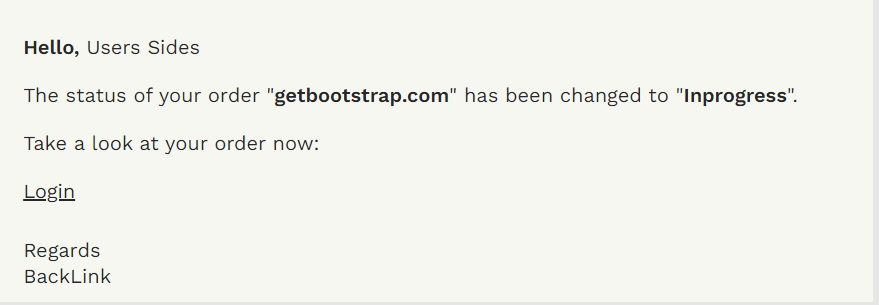 Hello, Users Sides
The status of your order "getbootstrap.com" has been changed to "Inprogress".
Take a look at your order now:
Login
Regards
BackLink